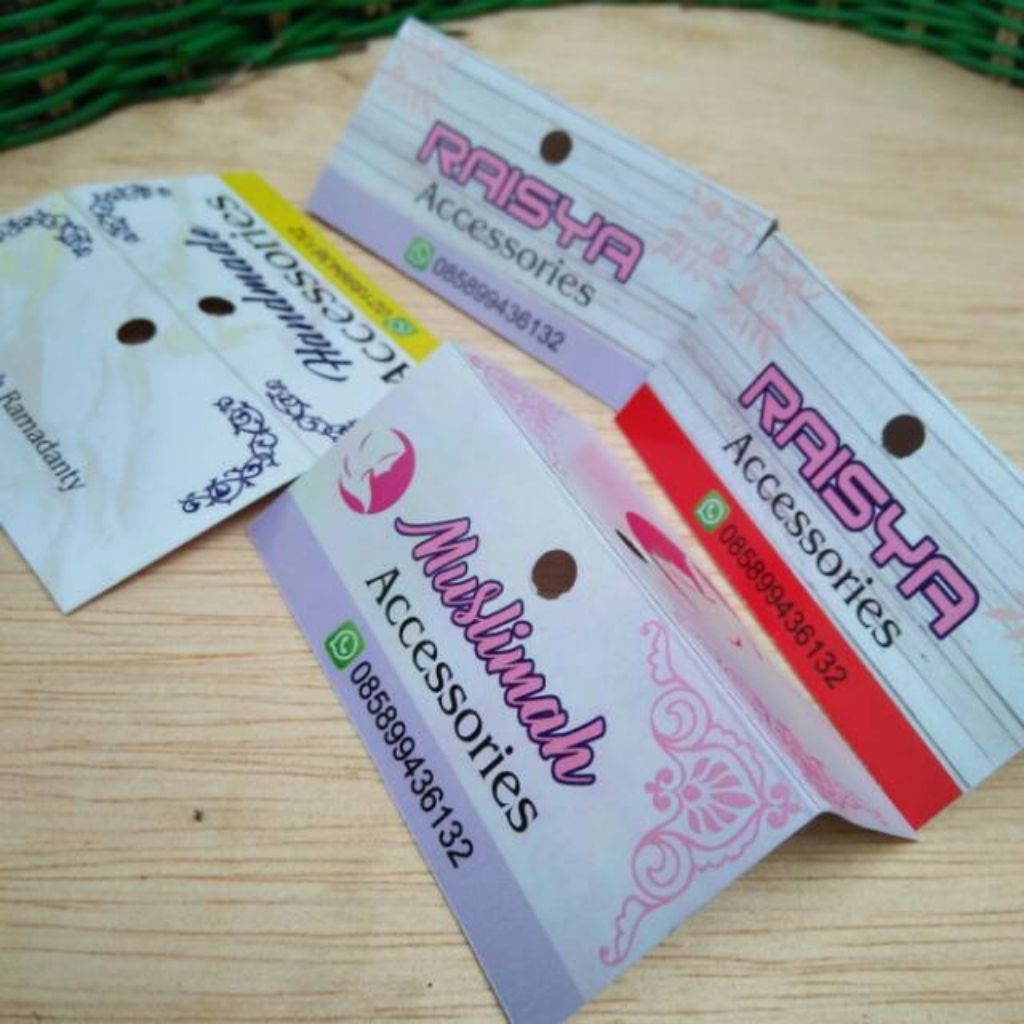 RAISYA
Accessories
085899436132
RAISYA
Accessories
085899436132
Muslimah
Accessories
085899436132
Handmade
Accessories
Ramadanty